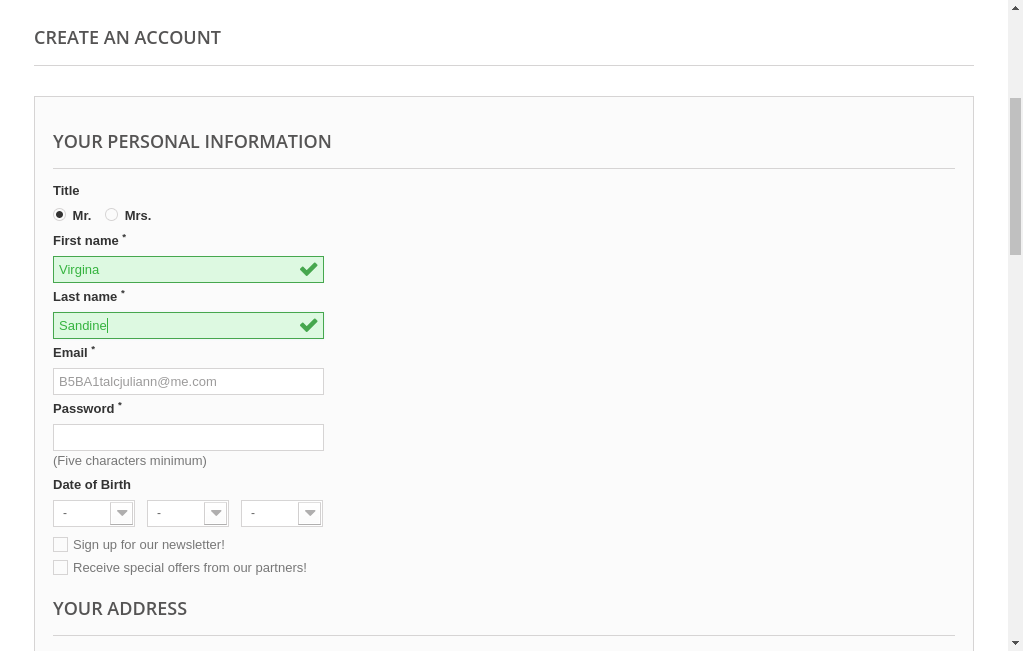 CREATE AN ACCOUNT
YOUR PERSONAL INFORMATION
Title
Mr. Mrs.
First name *
Virgina
Last name *
Sandine
Email *
B5BA1talcjuliann@me.com
Password *
(Five characters minimum)
Date of Birth
- - -
Sign up for our newsletter!
Receive special offers from our partners!
YOUR ADDRESS